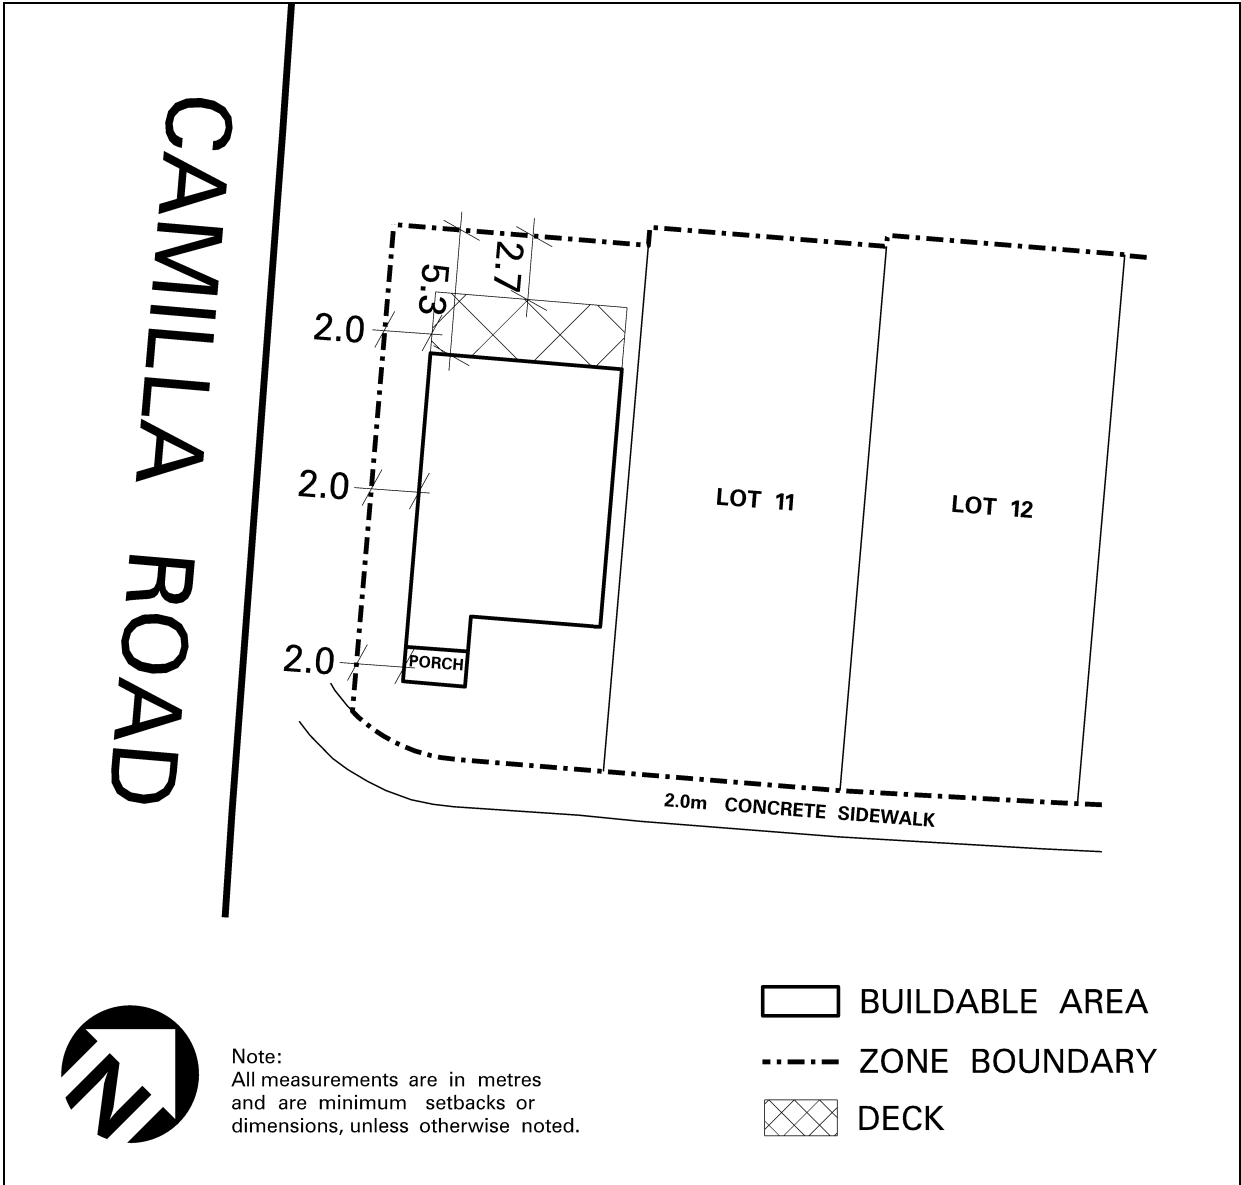 CAMILLA ROAD
2.7
5.3
2.0
2.0
LOT 11
LOT 12
2.0
PORCH
2.0m CONCRETE SIDEWALK
N
Note:
All measurements are in metres
and are minimum setbacks or
dimensions, unless otherwise noted.
BUILDABLE AREA
ZONE BOUNDARY
DECK